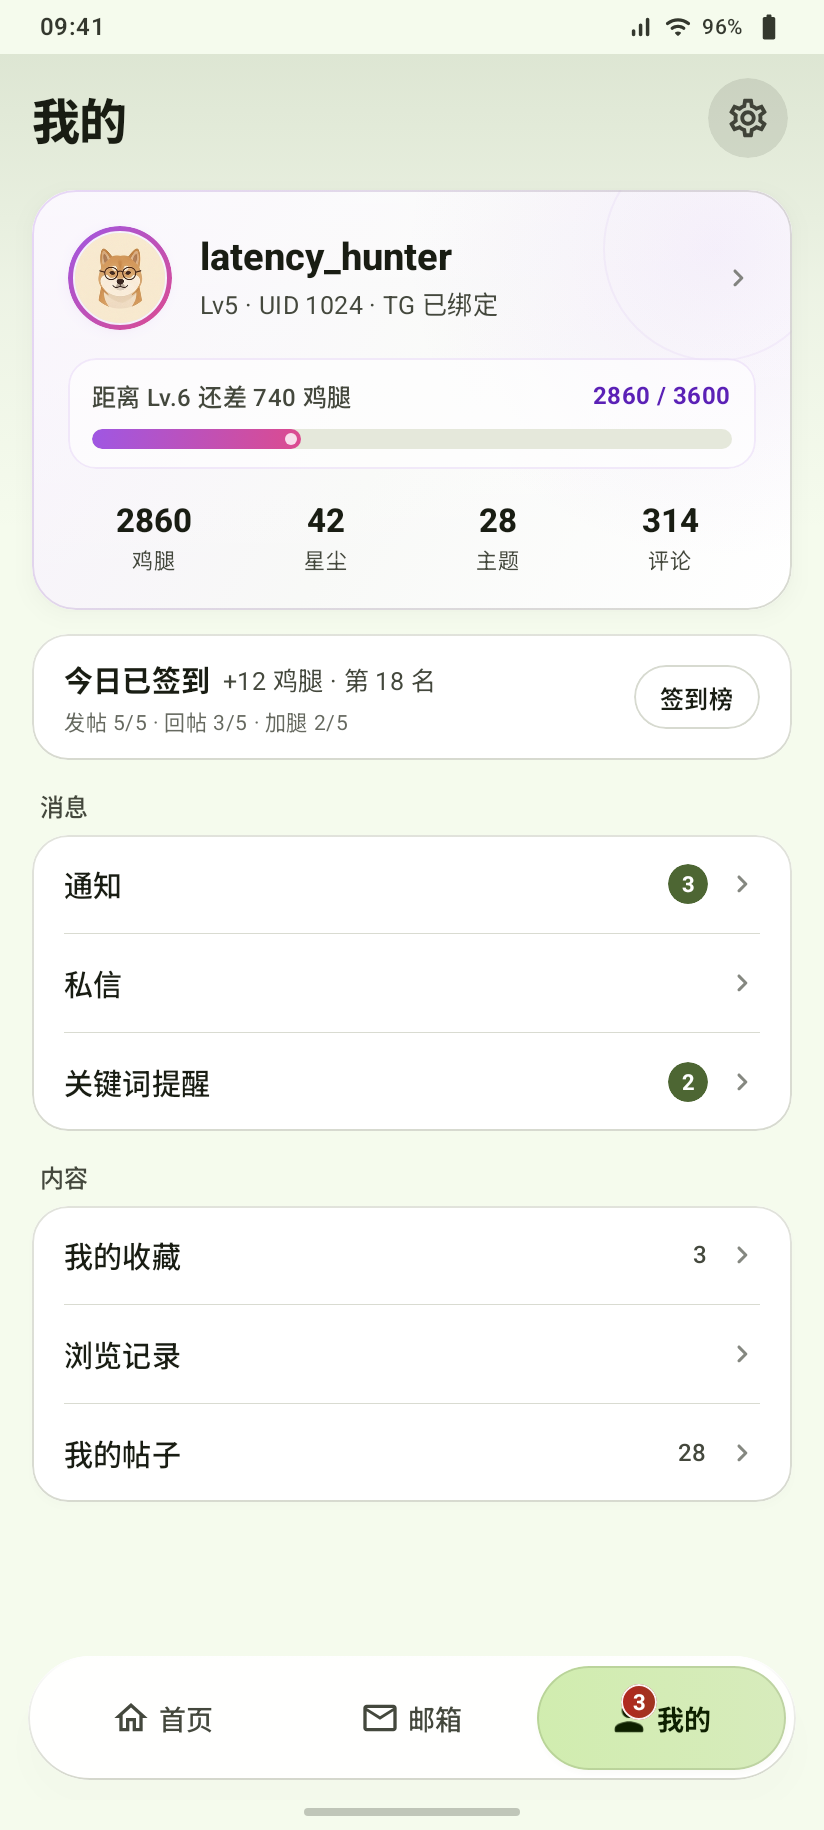 09:41
96%
我的
latency_hunter
Lv5 · UID 1024 · TG 已绑定
距离 Lv.6 还差 740 鸡腿
2860 / 3600
2860 42 28 314
鸡腿 星尘 主题 评论
今日已签到 +12 鸡腿 · 第 18 名
发帖 5/5 · 回帖 3/5 · 加腿 2/5
签到榜
消息
通知 3
私信
关键词提醒 2
内容
我的收藏 3
浏览记录
我的帖子 28
首页 邮箱 3 我的